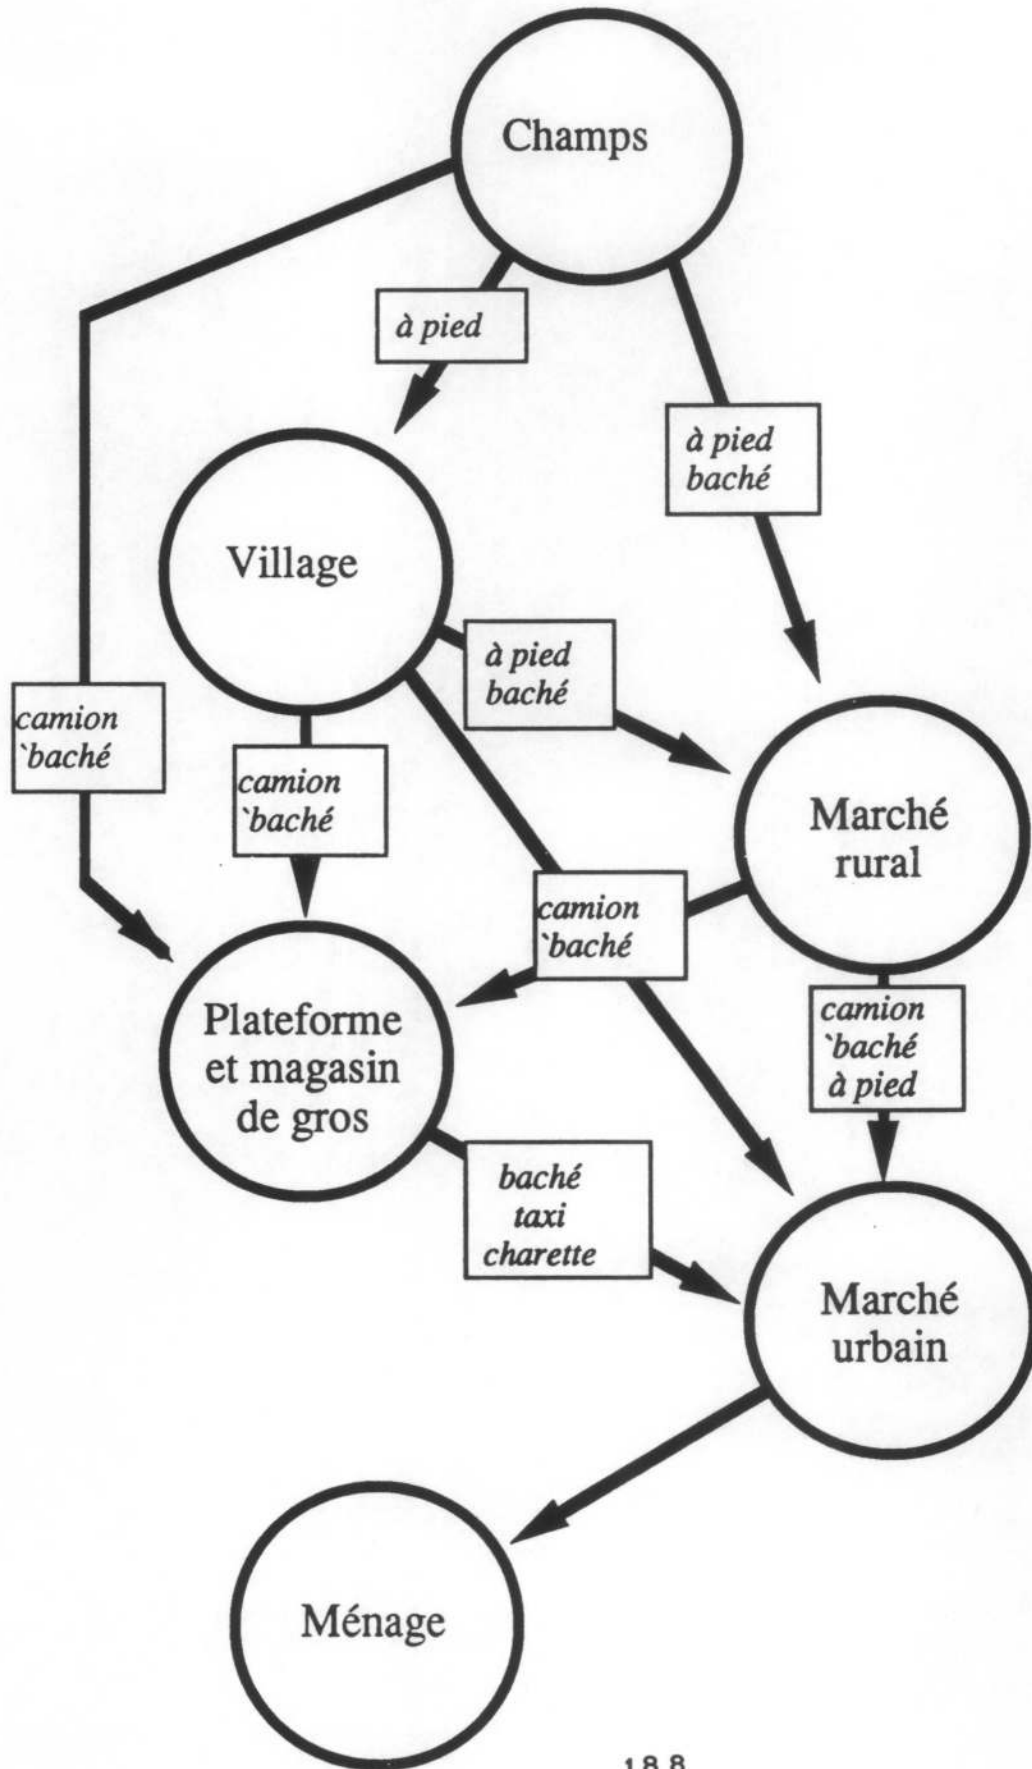 Champs
à pied
à pied
baché
Village
à pied
baché
camion
`baché
camion
`baché
Marché
rural
camion
`baché
Plateforme
et magasin
de gros
camion
`baché
à pied
baché
taxi
charette
Marché
urbain
Ménage
188